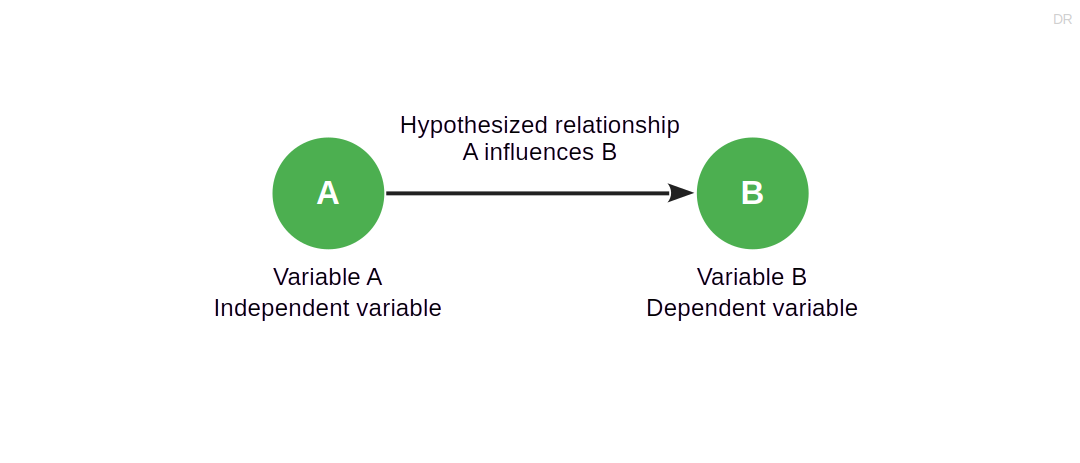 DR
Hypothesized relationship
A influences B
A
B
Variable A
Independent variable
Variable B
Dependent variable